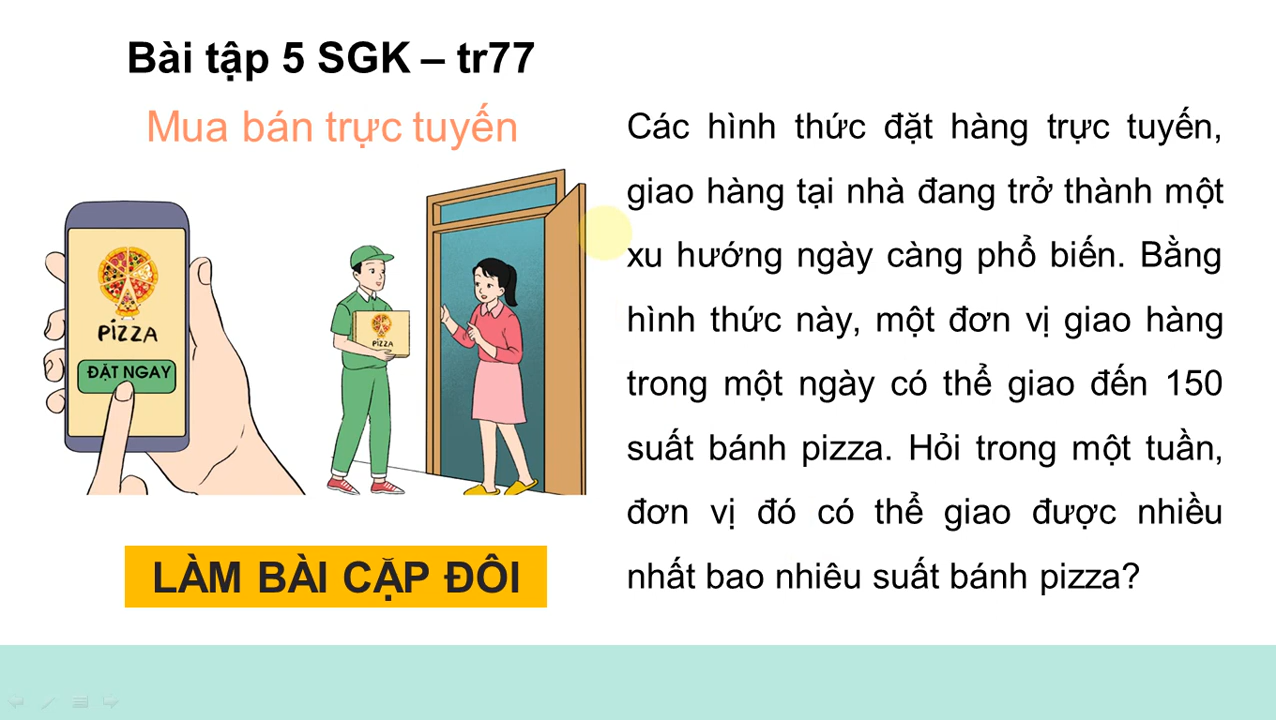 Bài tập 5 SGK – tr77
Mua bán trực tuyến
PIZZA
ĐẶT NGAY
PIZZA
LÀM BÀI CẶP ĐÔI
Các hình thức đặt hàng trực tuyến,
giao hàng tại nhà đang trở thành một
xu hướng ngày càng phổ biến. Bằng
hình thức này, một đơn vị giao hàng
trong một ngày có thể giao đến 150
suất bánh pizza. Hỏi trong một tuần,
đơn vị đó có thể giao được nhiều
nhất bao nhiêu suất bánh pizza?